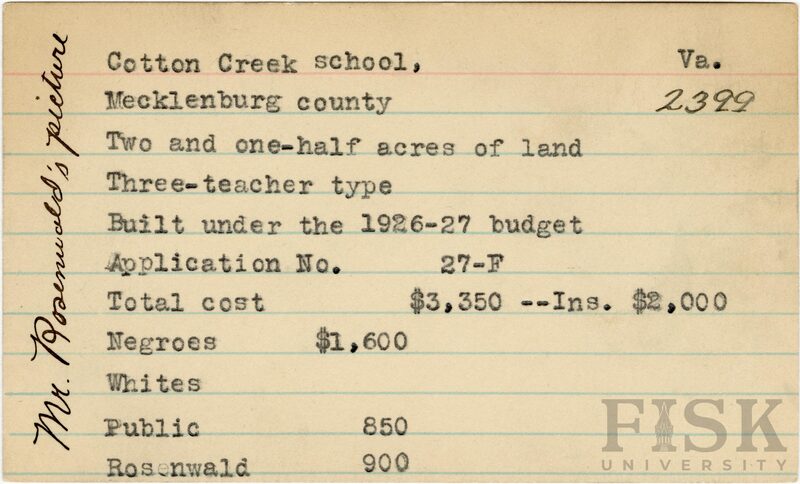 Cotton Creek school, Va.
Mecklenburg county 2399
Two and one-half acres of land
Three-teacher type
Built under the 1926-27 budget
Application No. 27-F
Total cost $3,350 --Ins. $2,000
Negroes $1,600
Whites
Public 850
Rosenwald 900
Mr. Rosenwald's picture
FISK
UNIVERSITY